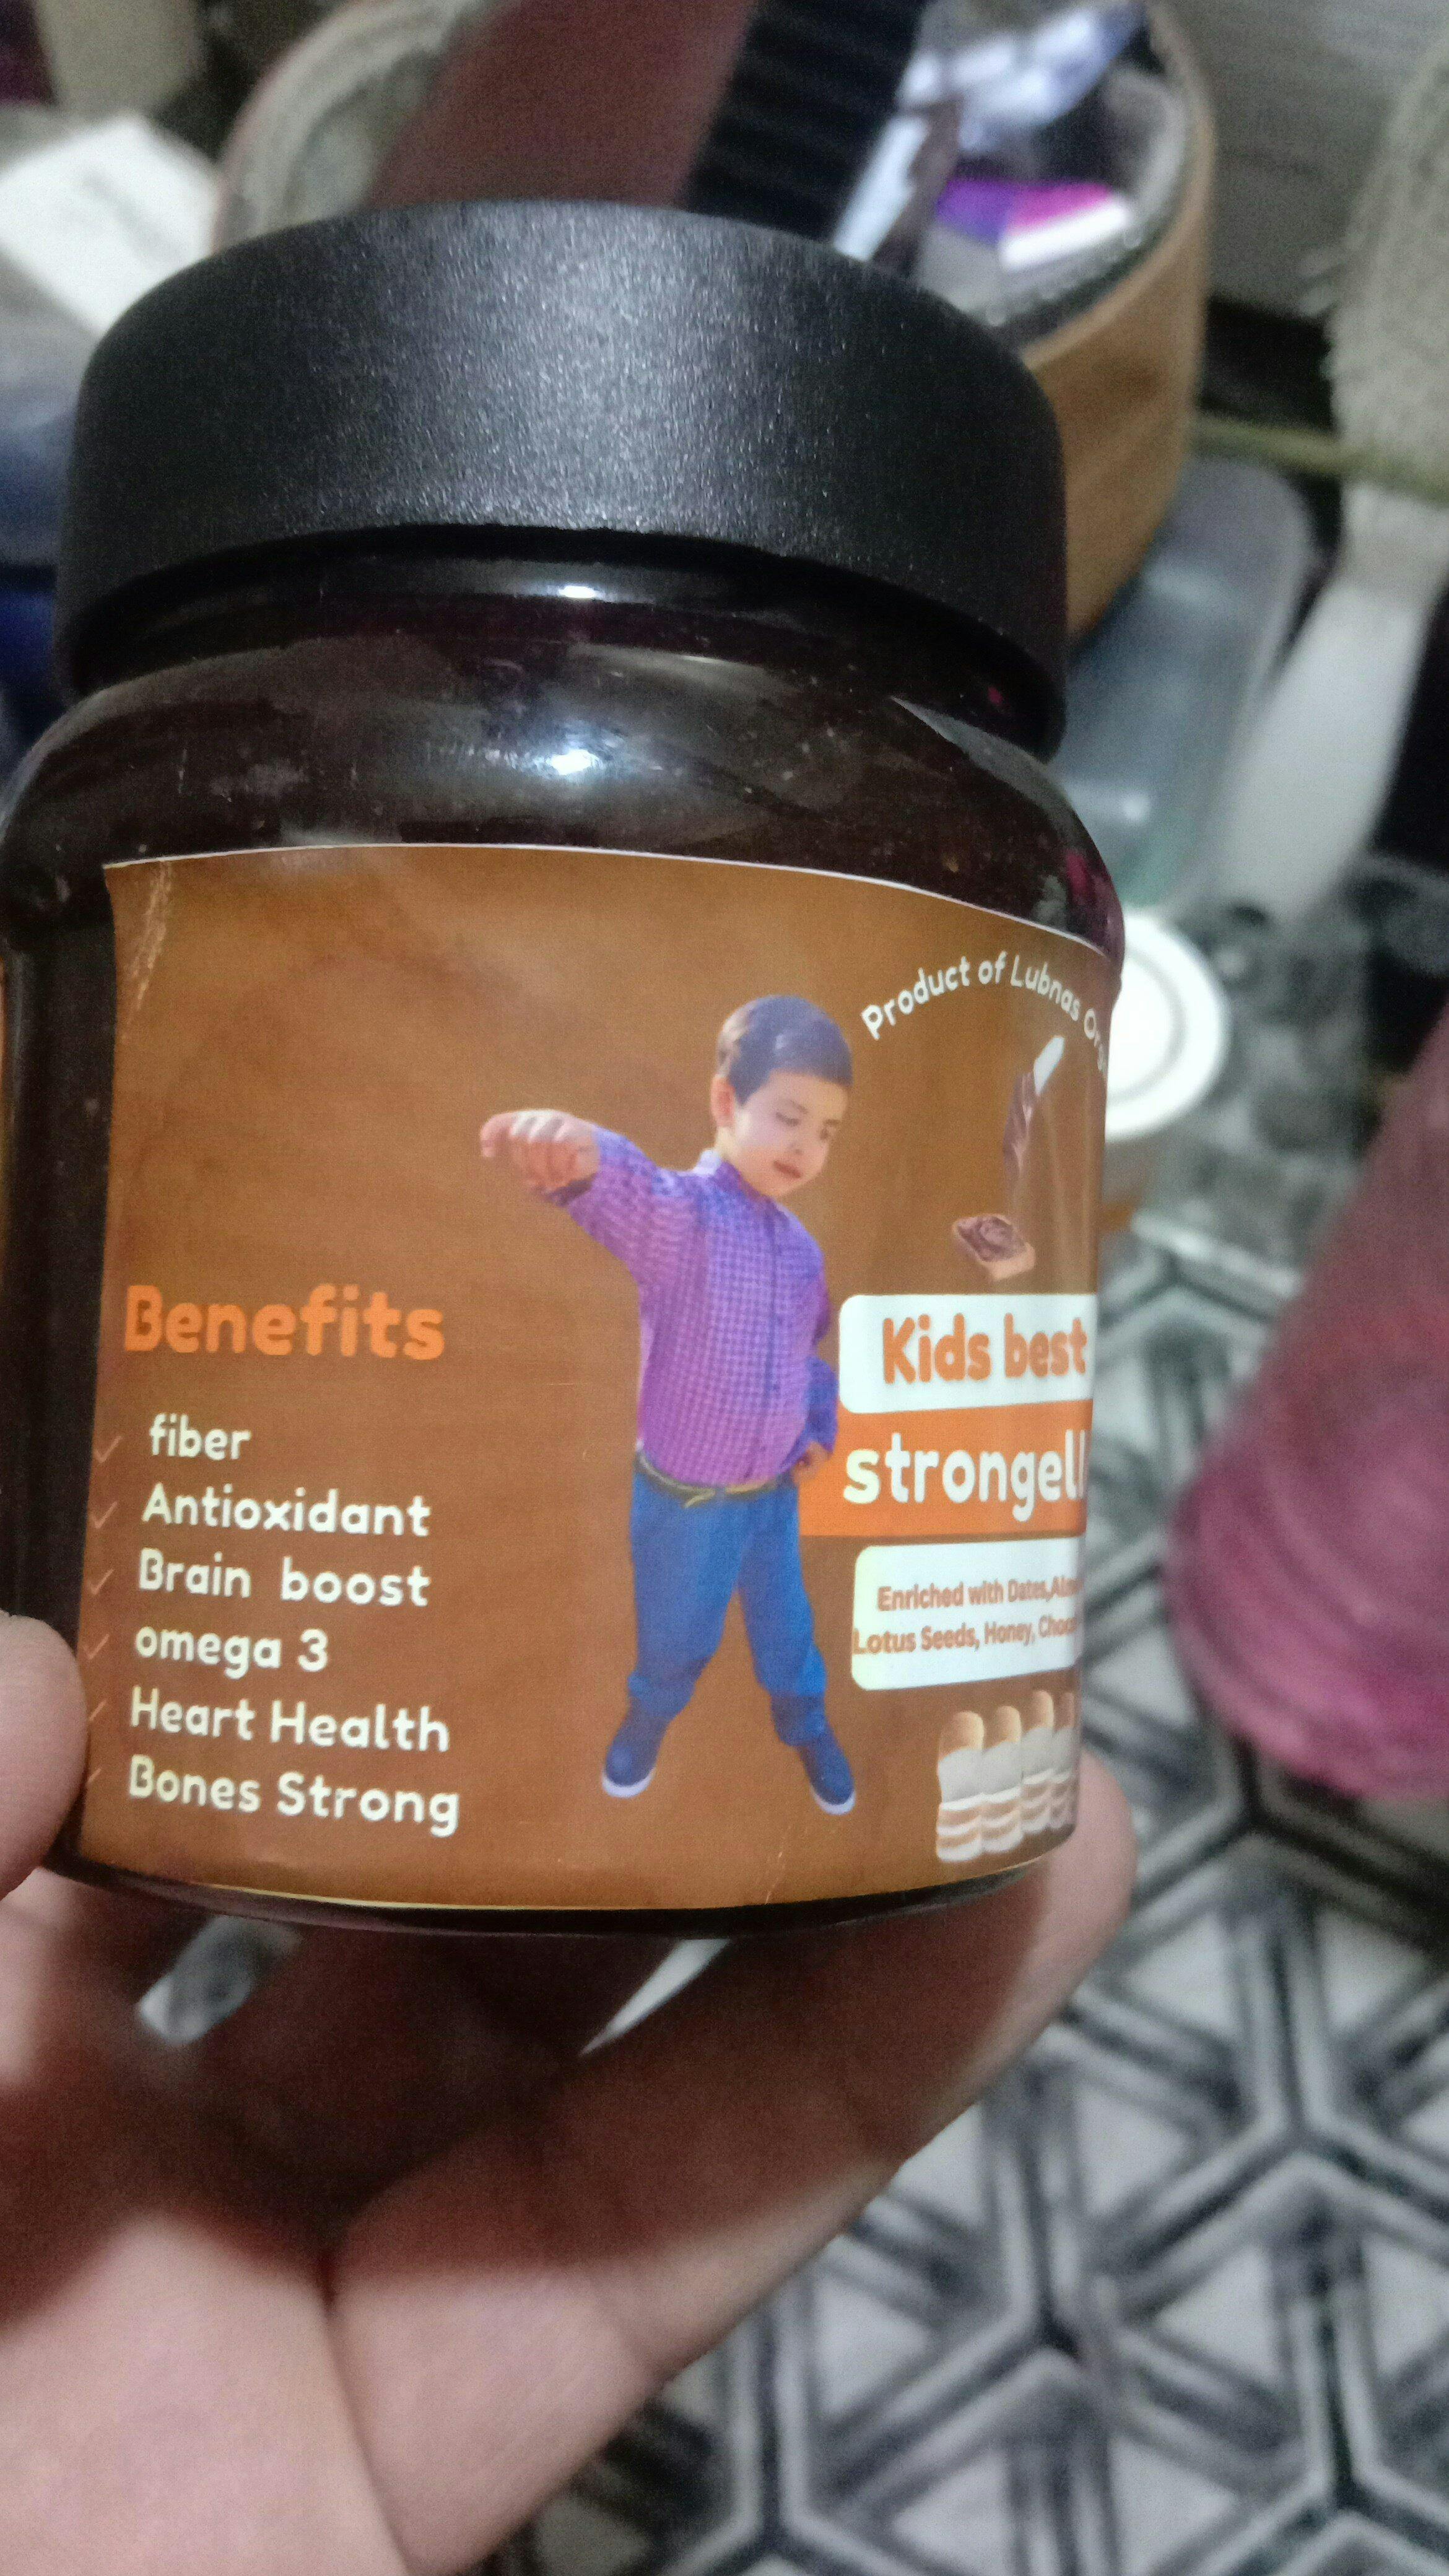 Product of Lubnas
Kids best
strongell
Enriched with Dates,
Lotus Seeds, Honey,
Benefits
fiber
Antioxidant
Brain boost
omega 3
Heart Health
Bones Strong